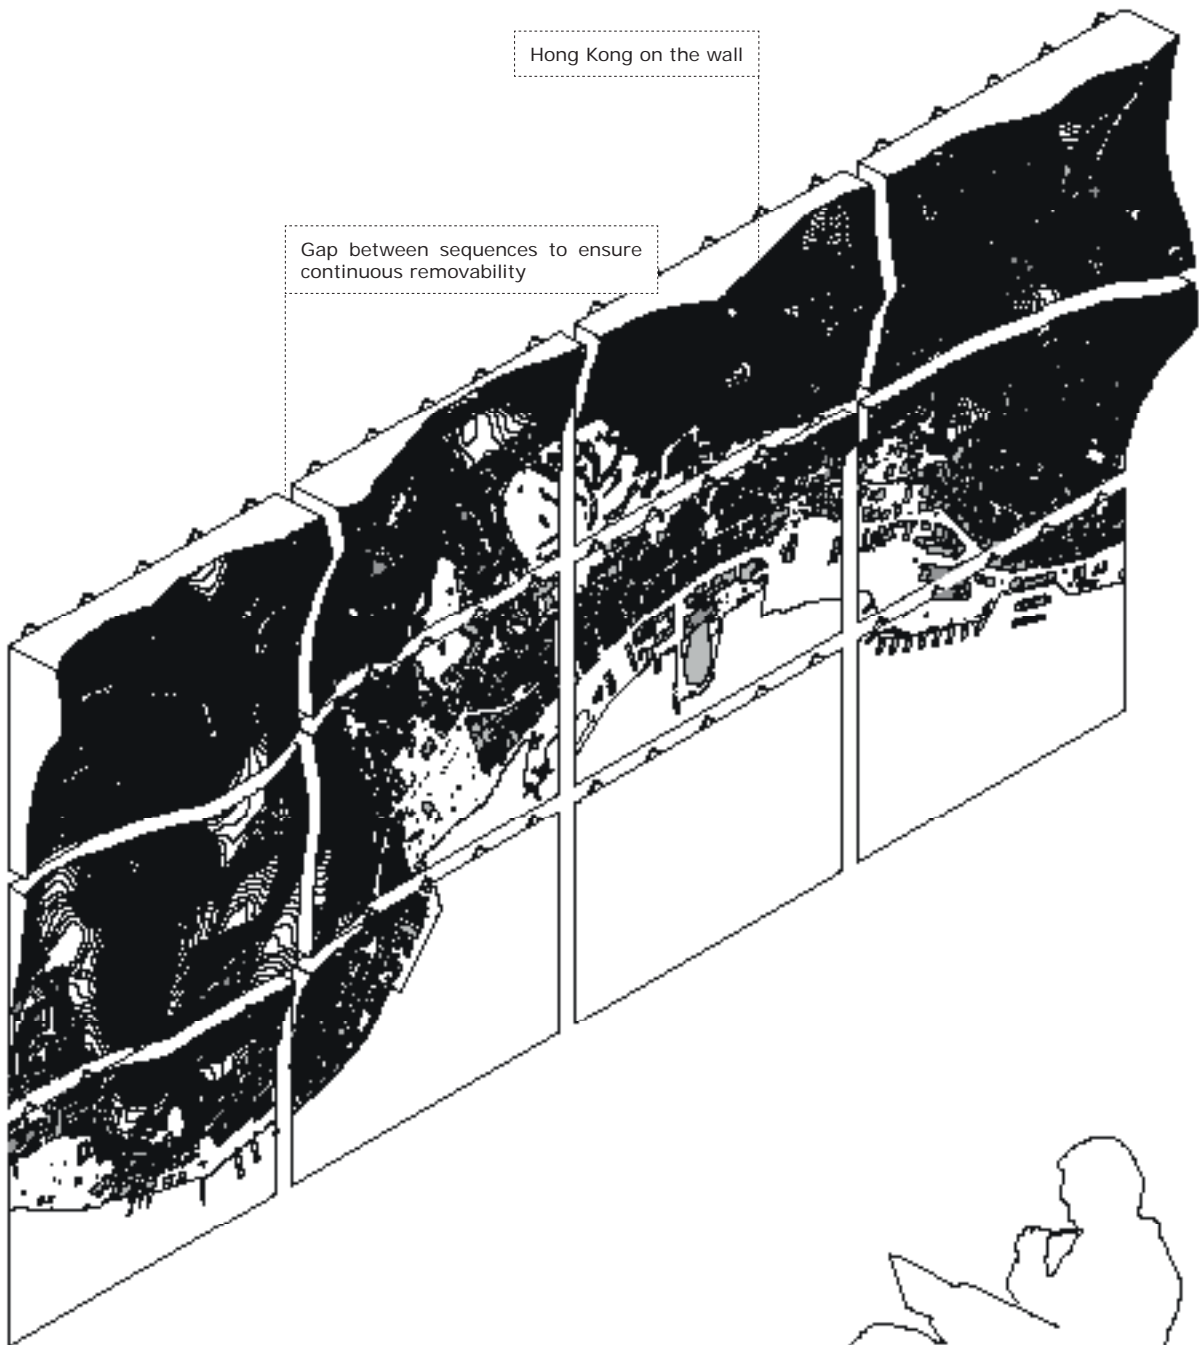 Hong Kong on the wall
Gap between sequences to ensure
continuous removability